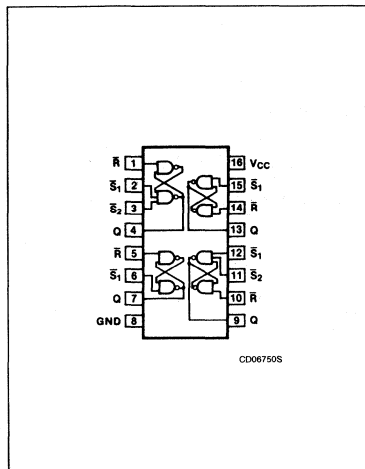 R̅ 1
S̅₁ 2
S̅₂ 3
Q 4
R̅ 5
S̅₁ 6
Q 7
GND 8
16 VCC
15 S̅₁
14 R̅
13 Q
12 S̅₁
11 S̅₂
10 R̅
9 Q
CD06750S